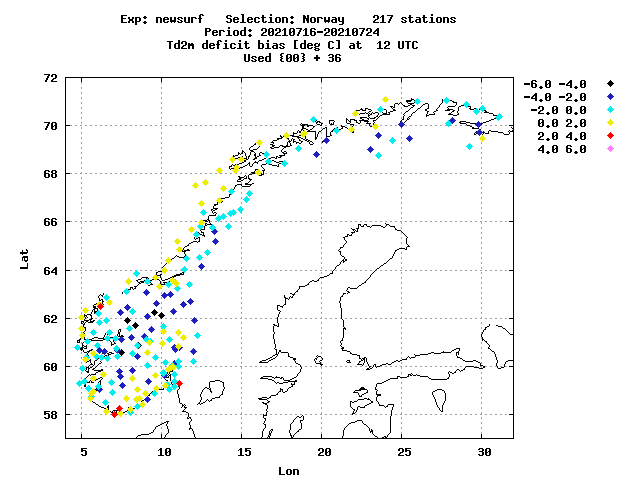 Exp: newsurf Selection: Norway 217 stations
Period: 20210716-20210724
Td2m deficit bias [deg C] at 12 UTC
Used {00} + 36
72
70
68
66
64
62
60
58
Lat
5 10 15 20 25 30
Lon
-6.0 -4.0
-4.0 -2.0
-2.0 0.0
0.0 2.0
2.0 4.0
4.0 6.0